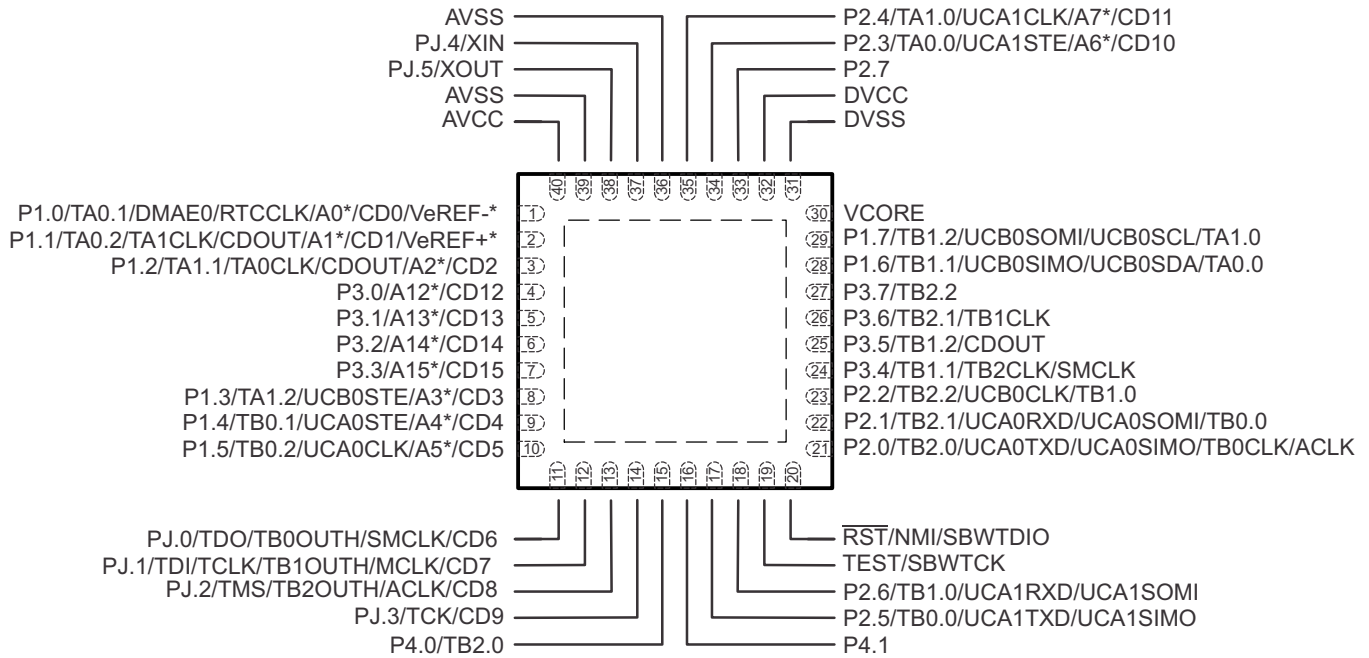 AVSS
PJ.4/XIN
PJ.5/XOUT
AVSS
AVCC
P2.4/TA1.0/UCA1CLK/A7*/CD11
P2.3/TA0.0/UCA1STE/A6*/CD10
P2.7
DVCC
DVSS
40 39 38 37 36 35 34 33 32 31
P1.0/TA0.1/DMAE0/RTCCLK/A0*/CD0/VeREF-* 1
P1.1/TA0.2/TA1CLK/CDOUT/A1*/CD1/VeREF+* 2
P1.2/TA1.1/TA0CLK/CDOUT/A2*/CD2 3
P3.0/A12*/CD12 4
P3.1/A13*/CD13 5
P3.2/A14*/CD14 6
P3.3/A15*/CD15 7
P1.3/TA1.2/UCB0STE/A3*/CD3 8
P1.4/TB0.1/UCA0STE/A4*/CD4 9
P1.5/TB0.2/UCA0CLK/A5*/CD5 10
30 VCORE
29 P1.7/TB1.2/UCB0SOMI/UCB0SCL/TA1.0
28 P1.6/TB1.1/UCB0SIMO/UCB0SDA/TA0.0
27 P3.7/TB2.2
26 P3.6/TB2.1/TB1CLK
25 P3.5/TB1.2/CDOUT
24 P3.4/TB1.1/TB2CLK/SMCLK
23 P2.2/TB2.2/UCB0CLK/TB1.0
22 P2.1/TB2.1/UCA0RXD/UCA0SOMI/TB0.0
21 P2.0/TB2.0/UCA0TXD/UCA0SIMO/TB0CLK/ACLK
11 12 13 14 15 16 17 18 19 20
PJ.0/TDO/TB0OUTH/SMCLK/CD6
PJ.1/TDI/TCLK/TB1OUTH/MCLK/CD7
PJ.2/TMS/TB2OUTH/ACLK/CD8
PJ.3/TCK/CD9
P4.0/TB2.0
RST/NMI/SBWTDIO
TEST/SBWTCK
P2.6/TB1.0/UCA1RXD/UCA1SOMI
P2.5/TB0.0/UCA1TXD/UCA1SIMO
P4.1